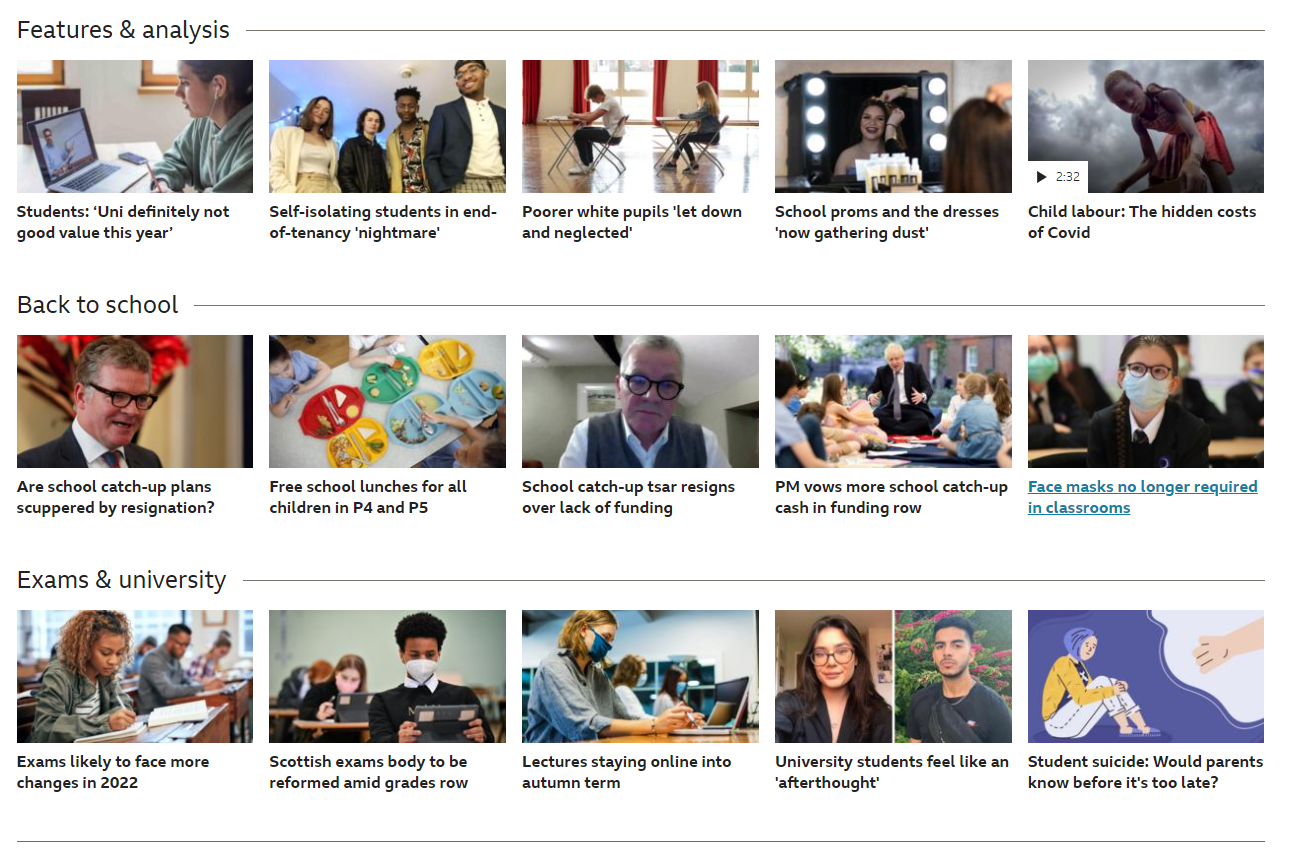 Features & analysis
Students: ‘Uni definitely not
good value this year’
Self-isolating students in end-
of-tenancy 'nightmare'
Poorer white pupils 'let down
and neglected'
School proms and the dresses
'now gathering dust'
2:32
Child labour: The hidden costs
of Covid
Back to school
Are school catch-up plans
scuppered by resignation?
Free school lunches for all
children in P4 and P5
School catch-up tsar resigns
over lack of funding
PM vows more school catch-up
cash in funding row
Face masks no longer required
in classrooms
Exams & university
Exams likely to face more
changes in 2022
Scottish exams body to be
reformed amid grades row
Lectures staying online into
autumn term
University students feel like an
'afterthought'
Student suicide: Would parents
know before it's too late?